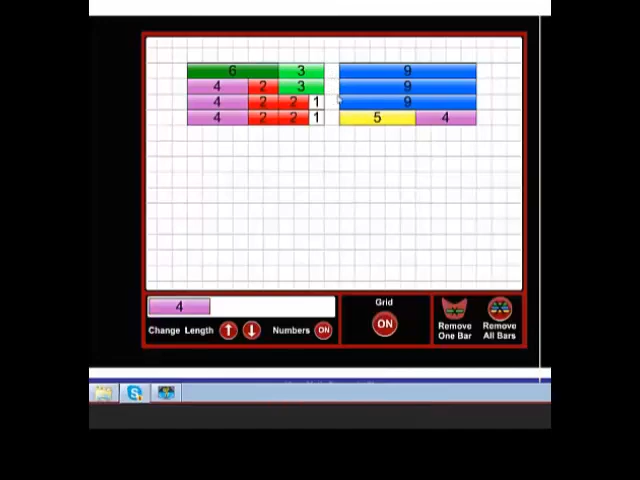 6 3 9
4 2 3 9
4 2 2 1 9
4 2 2 1 5 4
4
Change Length Numbers ON
Grid
ON
Remove One Bar
Remove All Bars